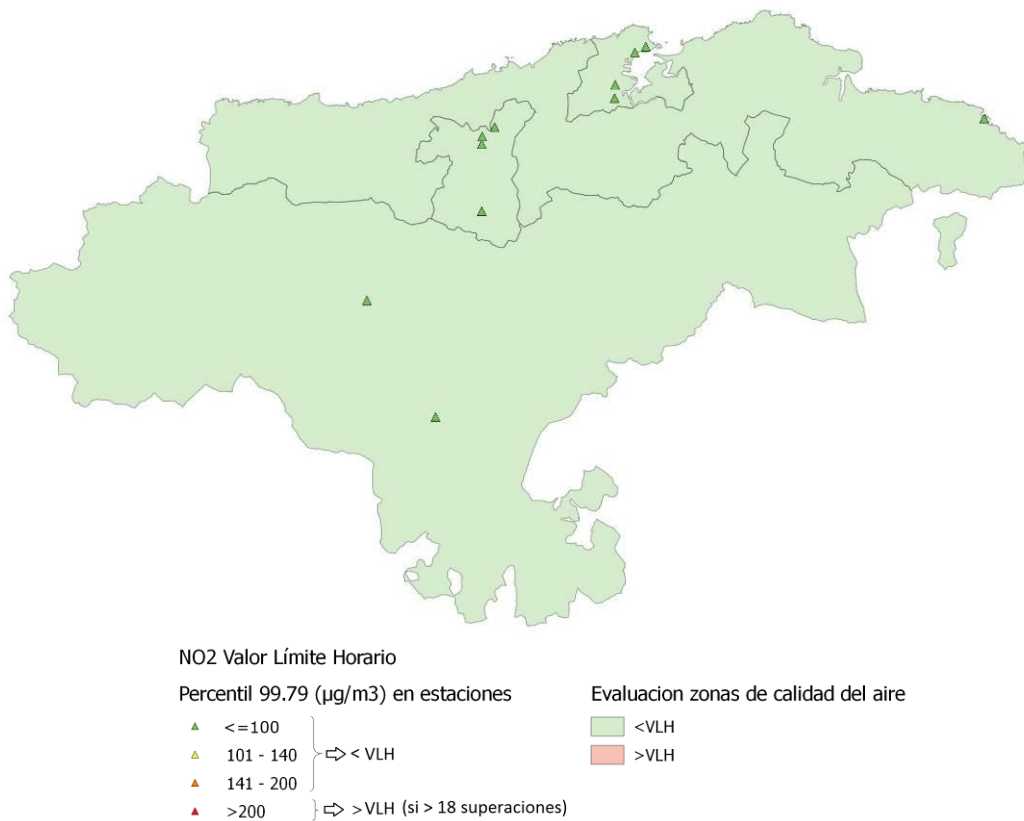 NO2 Valor Límite Horario
Percentil 99.79 (µg/m3) en estaciones
<=100
101 - 140
141 - 200
< VLH
>200
>VLH (si > 18 superaciones)
Evaluacion zonas de calidad del aire
<VLH
>VLH